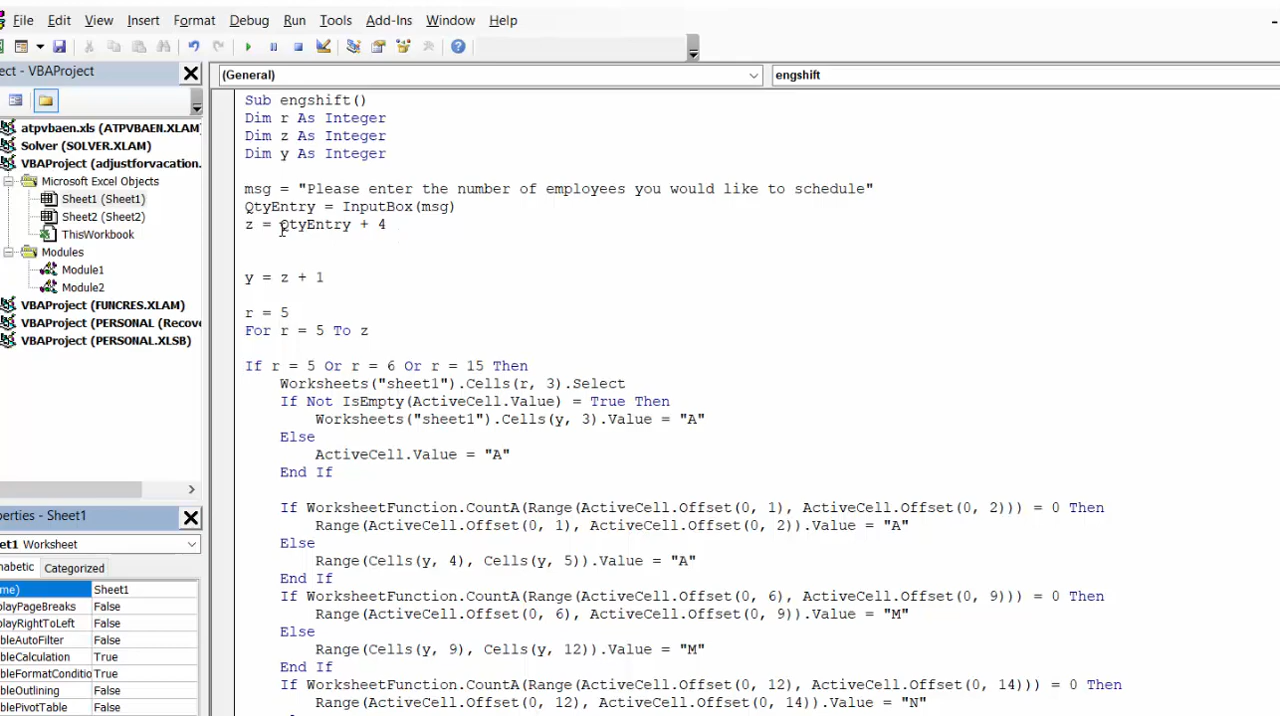 File Edit View Insert Format Debug Run Tools Add-Ins Window Help
ect - VBAProject
(General)
engshift
atpvbaen.xls (ATPVBAEN.XLAM)
Solver (SOLVER.XLAM)
VBAProject (adjustforvacation.
Microsoft Excel Objects
Sheet1 (Sheet1)
Sheet2 (Sheet2)
ThisWorkbook
Modules
Module1
Module2
VBAProject (FUNCRES.XLAM)
VBAProject (PERSONAL (Recove
VBAProject (PERSONAL.XLSB)
perties - Sheet1
et1 Worksheet
habetic Categorized
me) Sheet1
playPageBreaks False
playRightToLeft False
ableAutoFilter False
ableCalculation True
ableFormatConditio True
ableOutlining False
ablePivotTable False
Sub engshift()
Dim r As Integer
Dim z As Integer
Dim y As Integer
msg = "Please enter the number of employees you would like to schedule"
QtyEntry = InputBox(msg)
z = QtyEntry + 4
y = z + 1
r = 5
For r = 5 To z
If r = 5 Or r = 6 Or r = 15 Then
Worksheets("sheet1").Cells(r, 3).Select
If Not IsEmpty(ActiveCell.Value) = True Then
Worksheets("sheet1").Cells(y, 3).Value = "A"
Else
ActiveCell.Value = "A"
End If
If WorksheetFunction.CountA(Range(ActiveCell.Offset(0, 1), ActiveCell.Offset(0, 2))) = 0 Then
Range(ActiveCell.Offset(0, 1), ActiveCell.Offset(0, 2)).Value = "A"
Else
Range(Cells(y, 4), Cells(y, 5)).Value = "A"
End If
If WorksheetFunction.CountA(Range(ActiveCell.Offset(0, 6), ActiveCell.Offset(0, 9))) = 0 Then
Range(ActiveCell.Offset(0, 6), ActiveCell.Offset(0, 9)).Value = "M"
Else
Range(Cells(y, 9), Cells(y, 12)).Value = "M"
End If
If WorksheetFunction.CountA(Range(ActiveCell.Offset(0, 12), ActiveCell.Offset(0, 14))) = 0 Then
Range(ActiveCell.Offset(0, 12), ActiveCell.Offset(0, 14)).Value = "N"